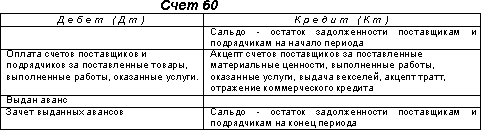 Счет 60
Дебет (Дт)
Кредит (Кт)
Сальдо - остаток задолженности поставщикам и
подрядчикам на начало периода
Оплата счетов поставщиков и
подрядчиков за поставленные товары,
выполненные работы, оказанные услуги.
Акцепт счетов поставщиков за поставленные
материальные ценности, выполненные работы,
оказанные услуги, выдача векселей, акцепт тратт,
отражение коммерческого кредита
Выдан аванс
Зачет выданных авансов
Сальдо - остаток задолженности поставщикам и
подрядчикам на конец периода